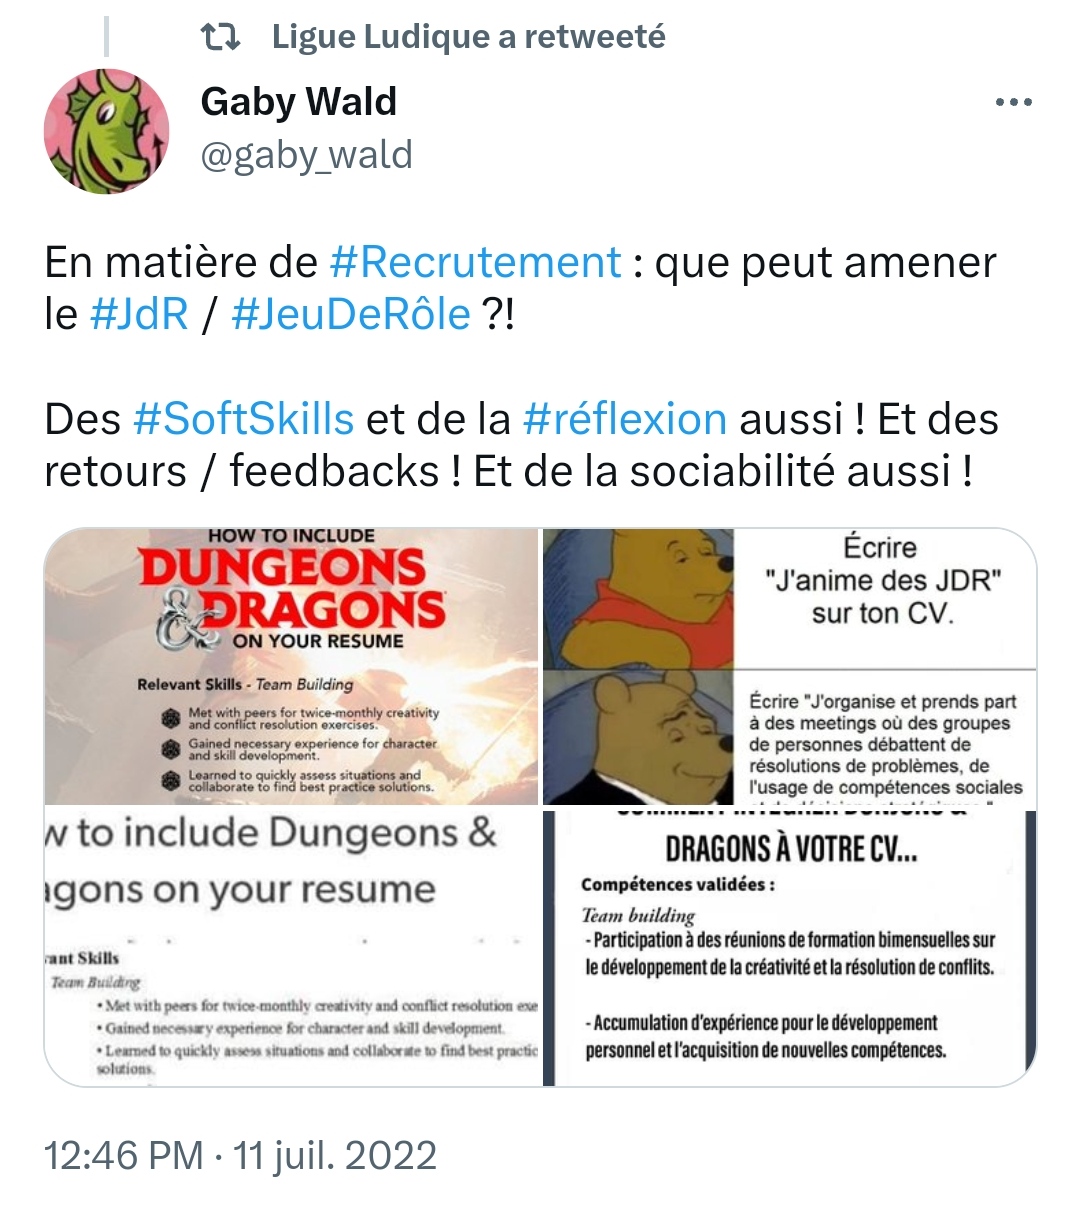 Ligue Ludique a retweeté
Gaby Wald
@gaby_wald
En matière de #Recrutement : que peut amener
le #JdR / #JeuDeRôle ?!
Des #SoftSkills et de la #réflexion aussi ! Et des
retours / feedbacks ! Et de la sociabilité aussi !
HOW TO INCLUDE
DUNGEONS
& DRAGONS
ON YOUR RESUME
Relevant Skills - Team Building
Met with peers for twice-monthly creativity
and conflict resolution exercises.
Gained necessary experience for character
and skill development.
Learned to quickly assess situations and
collaborate to find best practice solutions.
Écrire
"J'anime des JDR"
sur ton CV.
Écrire "J'organise et prends part
à des meetings où des groupes
de personnes débattent de
résolutions de problèmes, de
l'usage de compétences sociales
w to include Dungeons &
agons on your resume
ant Skills
Team Building
• Met with peers for twice-monthly creativity and conflict resolution exe
• Gained necessary experience for character and skill development.
• Learned to quickly assess situations and collaborate to find best practic
solutions.
DRAGONS À VOTRE CV...
Compétences validées :
Team building
- Participation à des réunions de formation bimensuelles sur
le développement de la créativité et la résolution de conflits.
- Accumulation d'expérience pour le développement
personnel et l'acquisition de nouvelles compétences.
12:46 PM · 11 juil. 2022